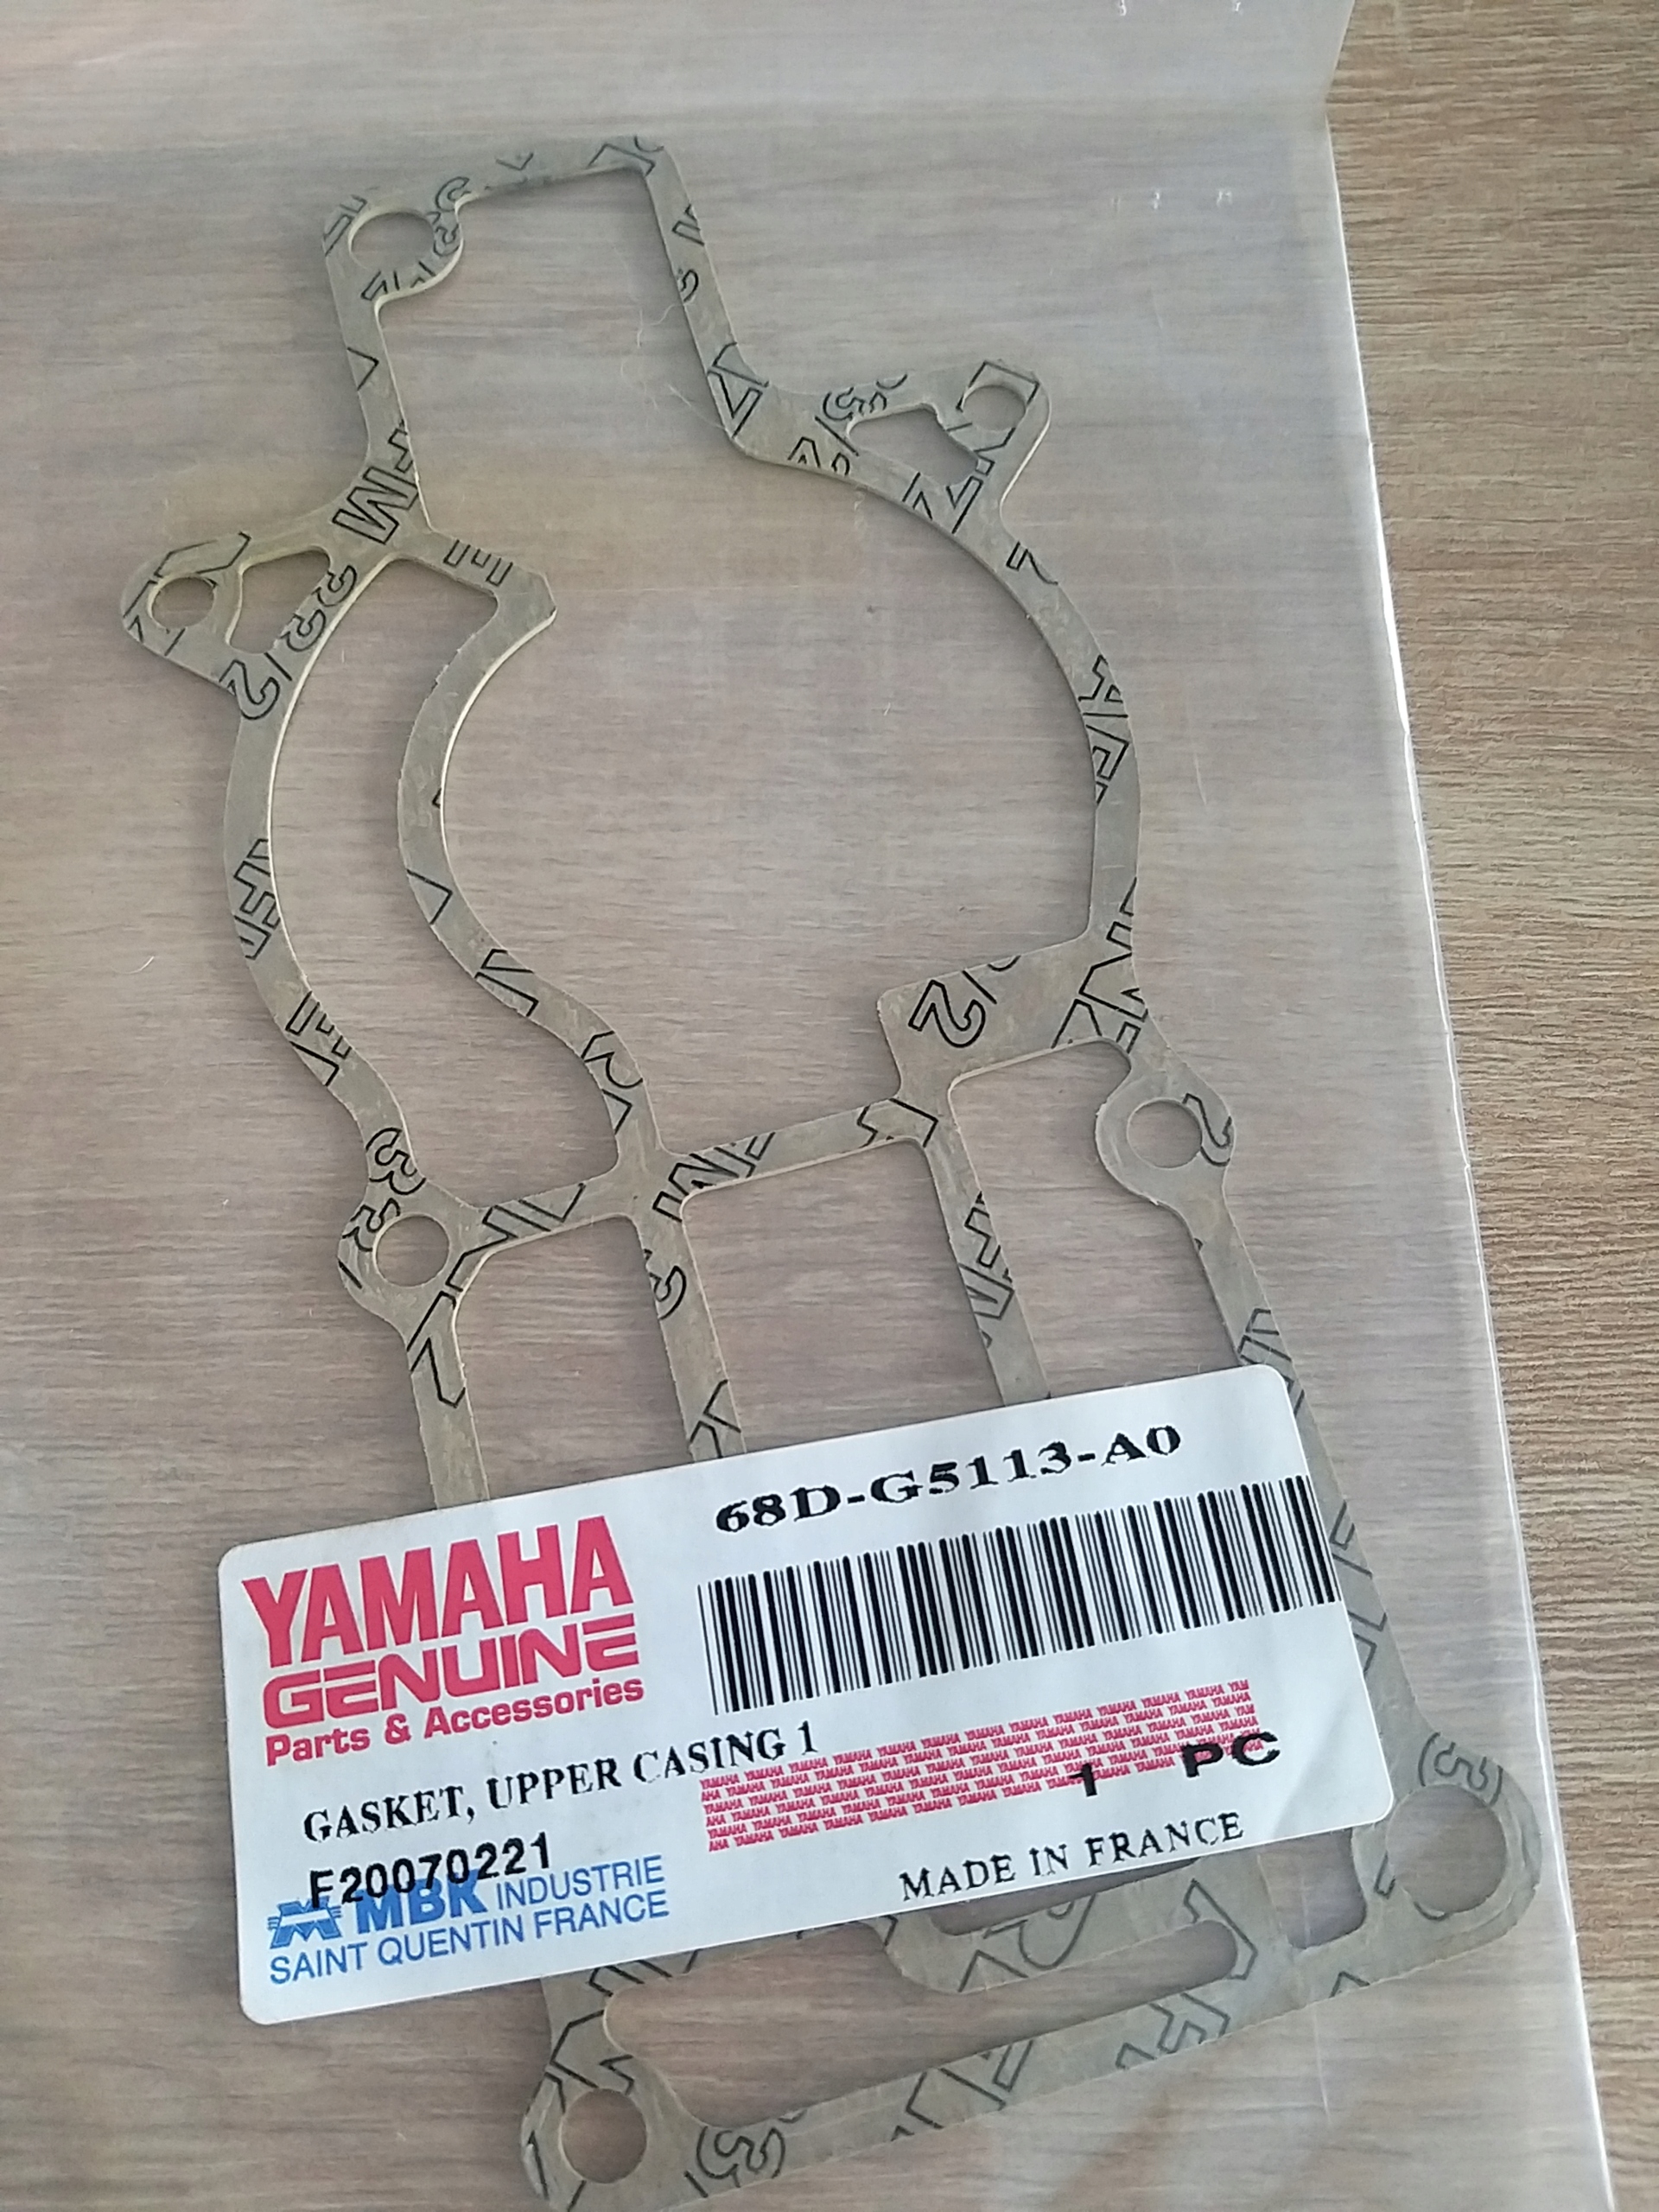 68D-G5113-A0
YAMAHA
GENUINE
Parts & Accessories
GASKET, UPPER CASING 1
1 PC
F20070221
MBK INDUSTRIE
SAINT QUENTIN FRANCE
MADE IN FRANCE